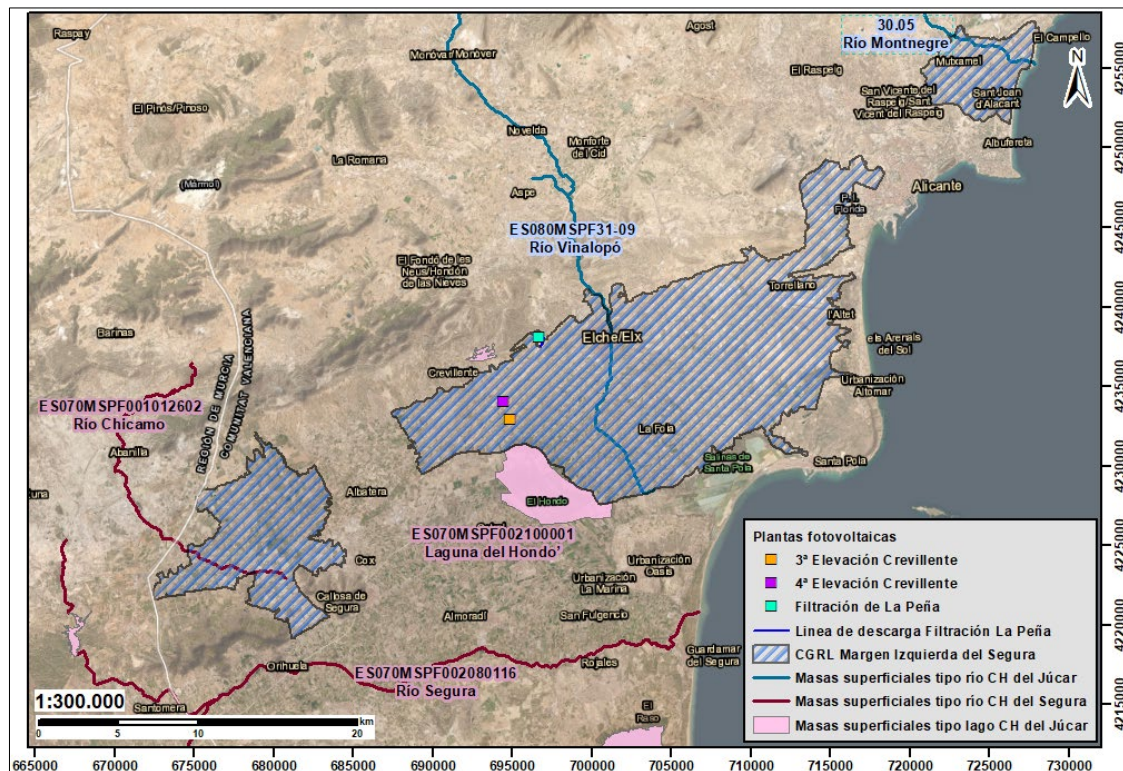 Raspay
Agost
30.05
Río Montnegre
El Campello
N
Monóvar/Monòver
Mutxamel
El Raspeig
San Vicente del
Raspeig/Sant
Vicent del Raspeig
Sant Joan
d'Alacant
El Pinós/Pinoso
Novelda
Monforte
del Cid
Albufereta
La Romana
(Mármol)
Aspe
Alicante
P. I.
Florida
ES080MSPF31-09
Río Vinalopó
El Fondó de les
Neus/Hondón
de las Nieves
Torrellano
l'Altet
Barinas
Elche/Elx
els Arenals
del Sol
Crevillente
Urbanización
Altomar
REGIÓN DE MURCIA
COMUNITAT VALENCIANA
ES070MSPF001012602
Río Chícamo
La Foia
Abanilla
Salinas de
Santa Pola
Santa Pola
Albatera
El Hondo
ES070MSPF002100001
Laguna del Hondo
Cox
Urbanización
Oasis
Urbanización
La Marina
Callosa de
Segura
Almoradí
San Fulgencio
Guardamar
del Segura
Orihuela
Rojales
ES070MSPF002080116
Río Segura
Santomera
El
Raso
Plantas fotovoltaicas
3ª Elevación Crevillente
4ª Elevación Crevillente
Filtración de La Peña
Linea de descarga Filtración La Peña
CGRL Margen Izquierda del Segura
Masas superficiales tipo río CH del Júcar
Masas superficiales tipo río CH del Segura
Masas superficiales tipo lago CH del Júcar
1:300.000
km
0 5 10 20
665000 670000 675000 680000 685000 690000 695000 700000 705000 710000 715000 720000 725000 730000
4255000
4250000
4245000
4240000
4235000
4230000
4225000
4220000
4215000